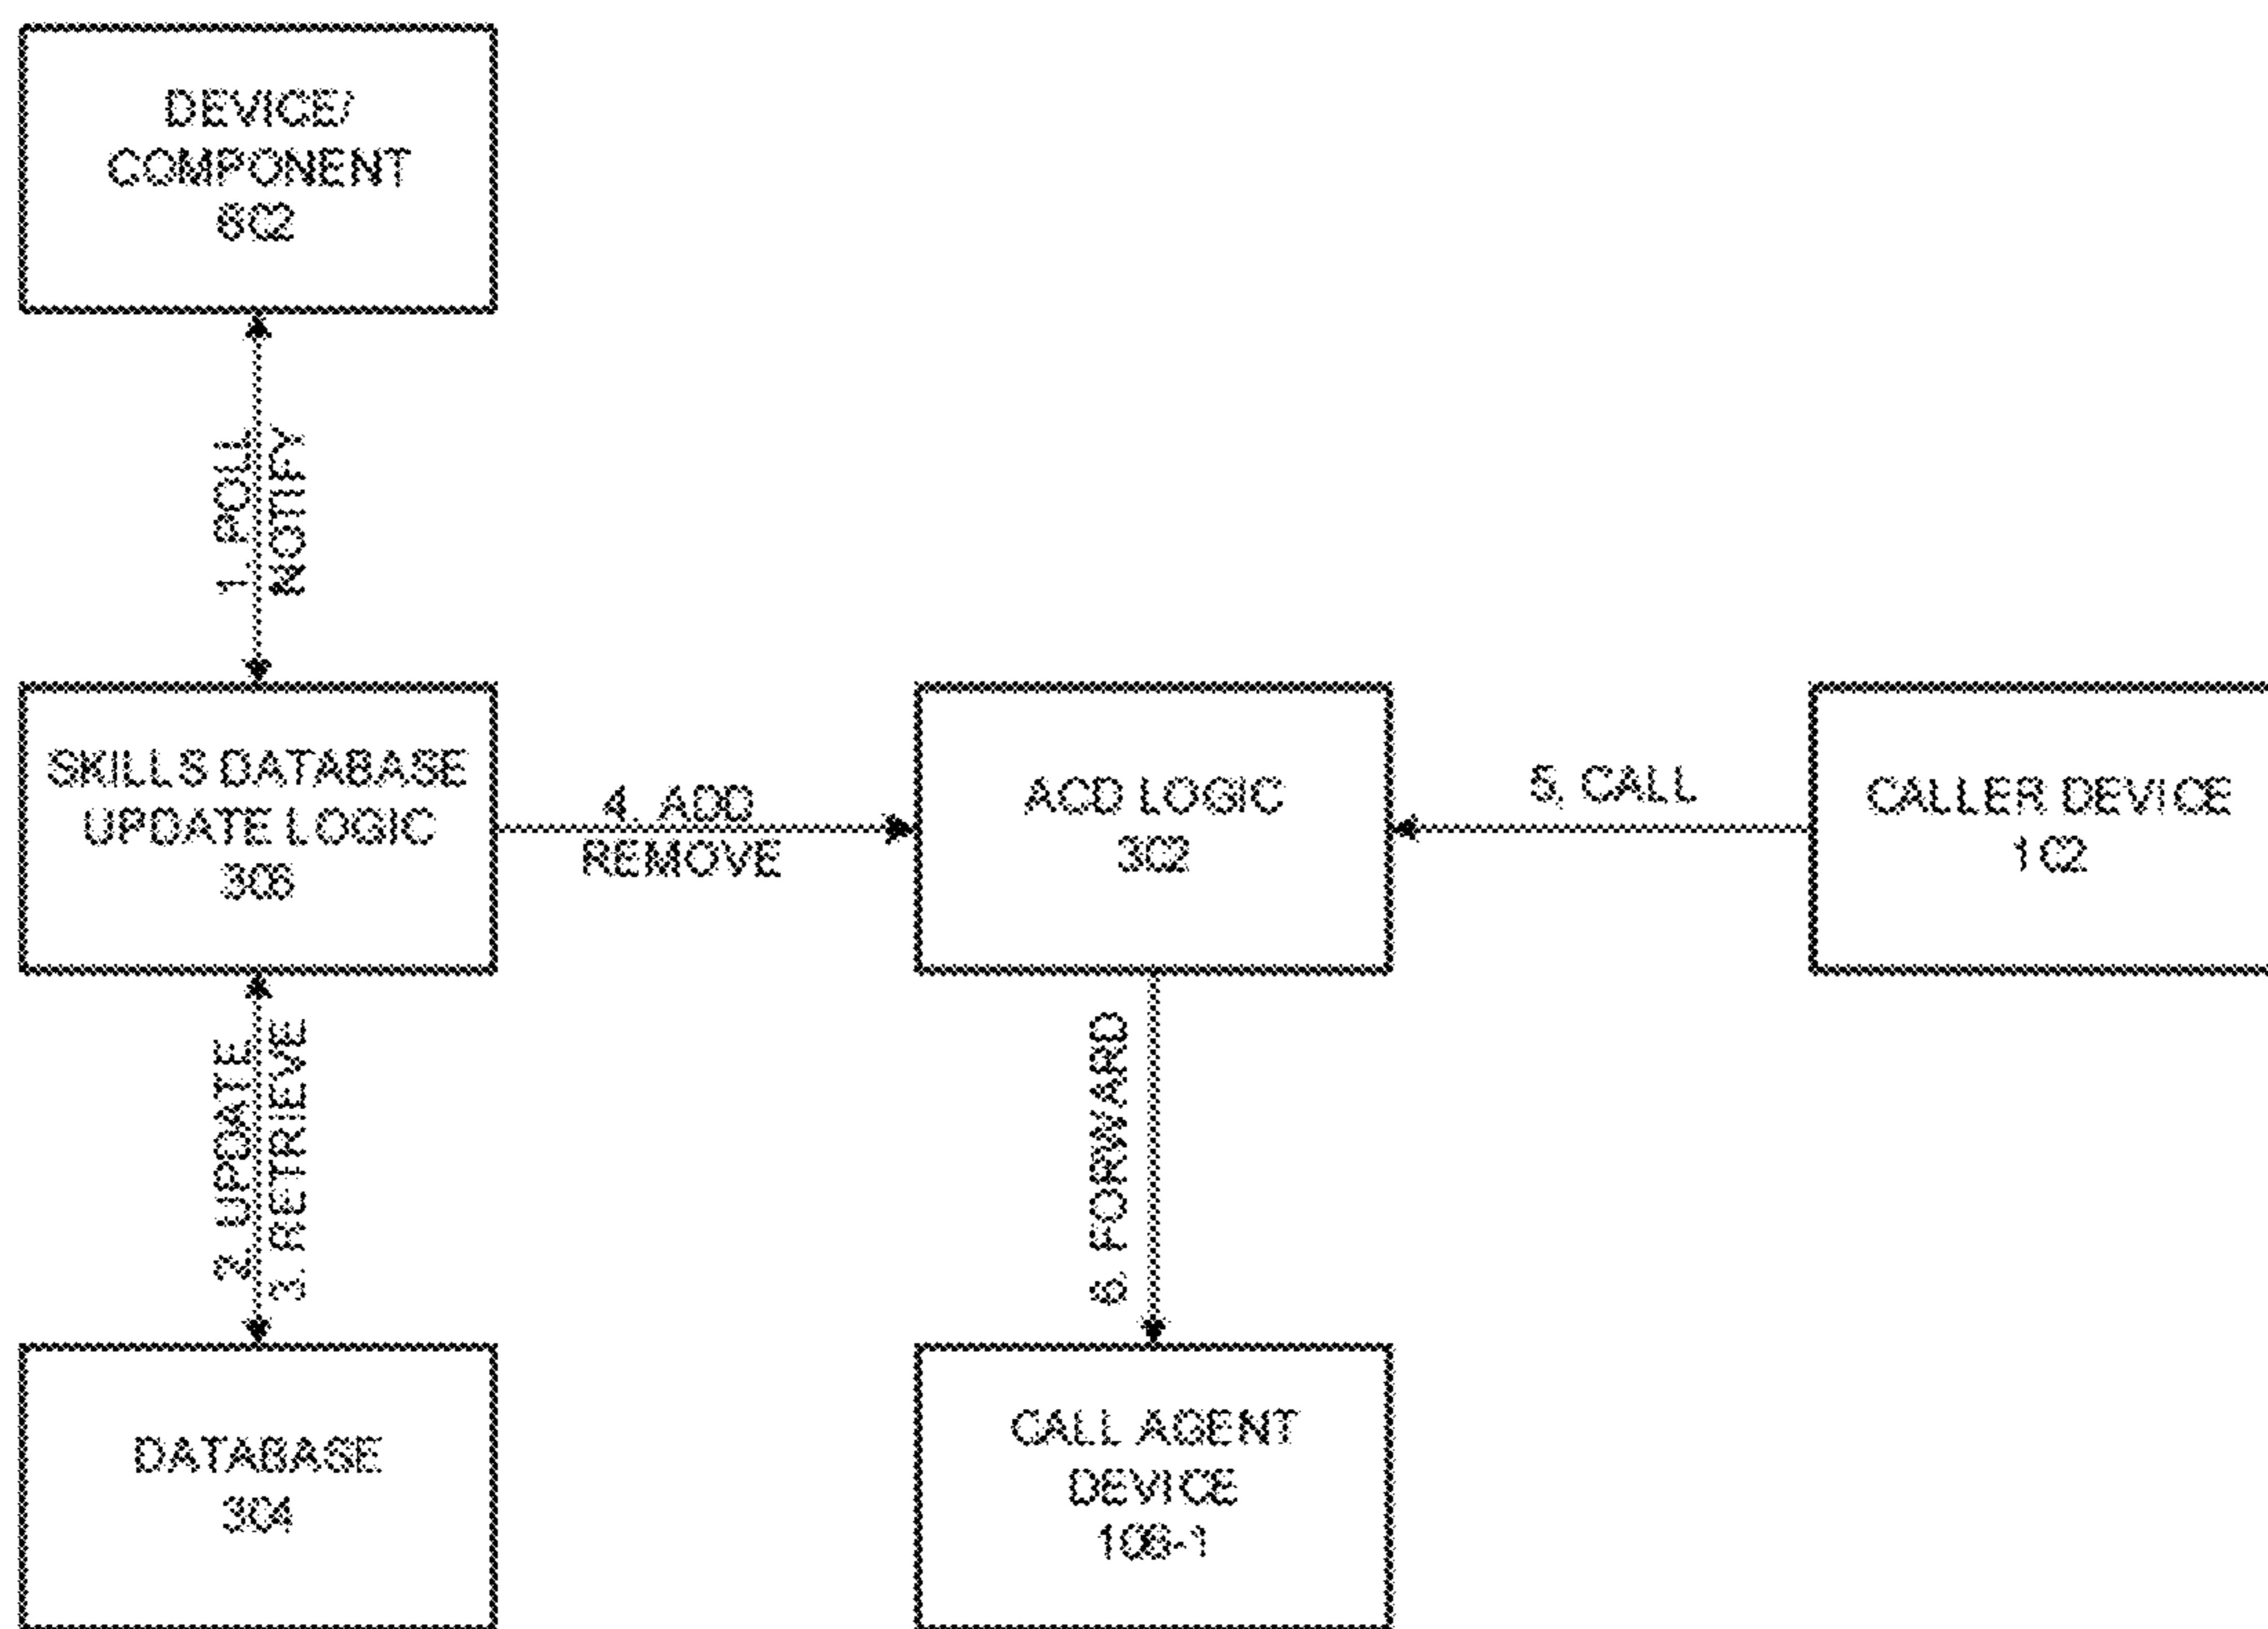 DEVICE/
COMPONENT
602
1. POLL
NOTIFY
SKILLS DATABASE
UPDATE LOGIC
306
4. ADD
REMOVE
ACD LOGIC
302
5. CALL
CALLER DEVICE
102
2. UPDATE
3. RETRIEVE
6. FORWARD
DATABASE
304
CALL AGENT
DEVICE
106-1